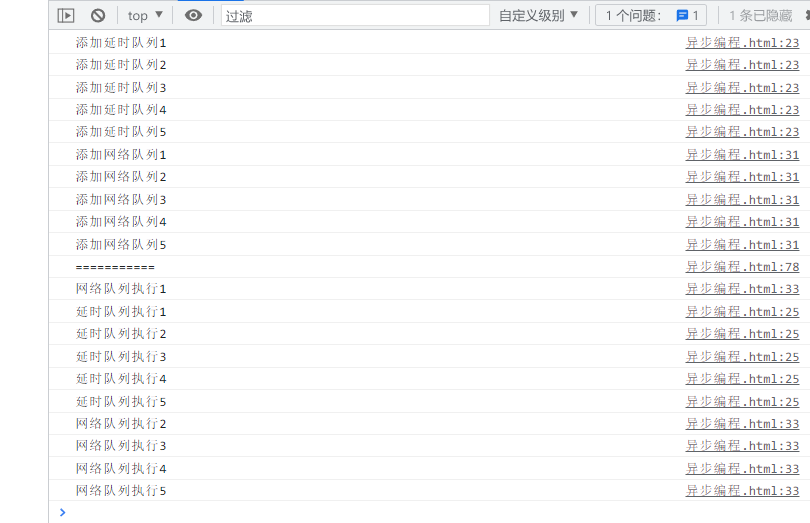 top ▼ 过滤 自定义级别 ▼ 1 个问题： 1 1 条已隐藏
添加延时队列1 异步编程.html:23
添加延时队列2 异步编程.html:23
添加延时队列3 异步编程.html:23
添加延时队列4 异步编程.html:23
添加延时队列5 异步编程.html:23
添加网络队列1 异步编程.html:31
添加网络队列2 异步编程.html:31
添加网络队列3 异步编程.html:31
添加网络队列4 异步编程.html:31
添加网络队列5 异步编程.html:31
=========== 异步编程.html:78
网络队列执行1 异步编程.html:33
延时队列执行1 异步编程.html:25
延时队列执行2 异步编程.html:25
延时队列执行3 异步编程.html:25
延时队列执行4 异步编程.html:25
延时队列执行5 异步编程.html:25
网络队列执行2 异步编程.html:33
网络队列执行3 异步编程.html:33
网络队列执行4 异步编程.html:33
网络队列执行5 异步编程.html:33